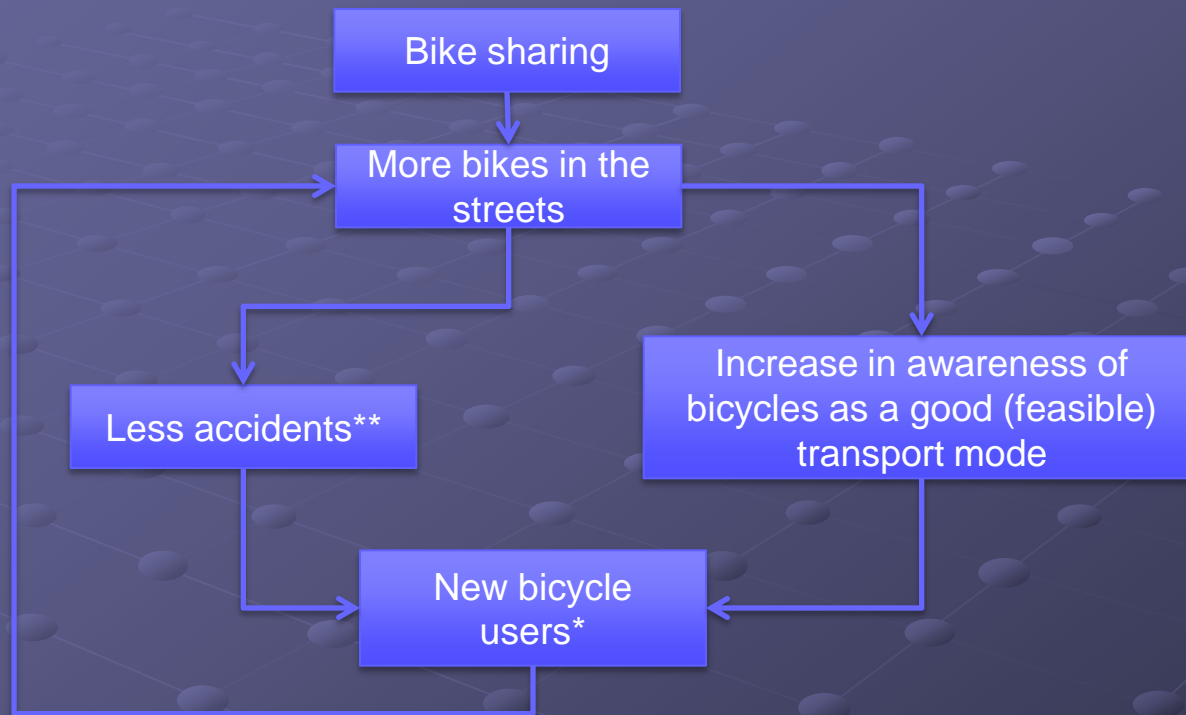 Bike sharing
More bikes in the
streets
Less accidents**
Increase in awareness of
bicycles as a good (feasible)
transport mode
New bicycle
users*